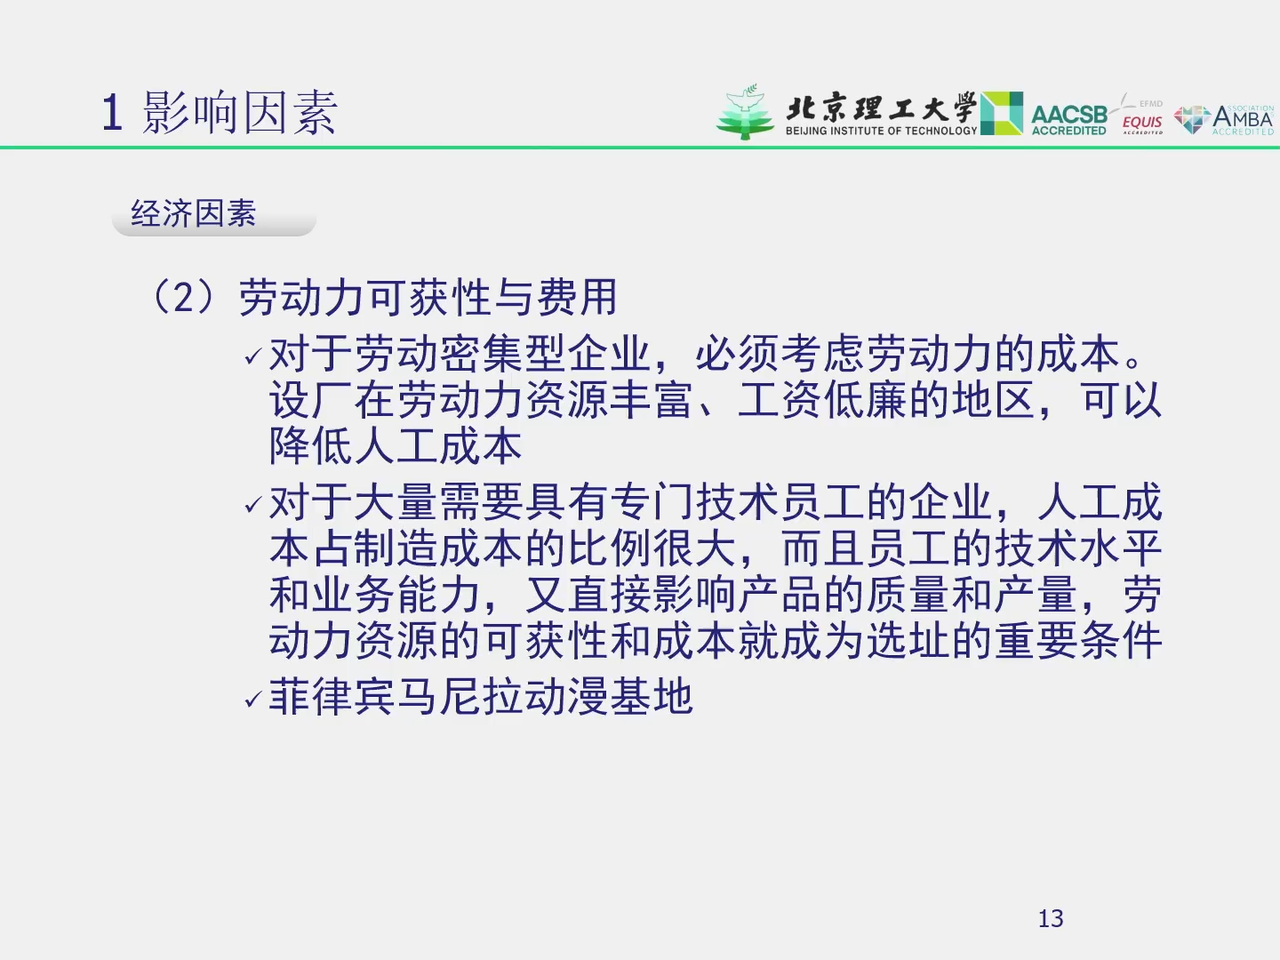 1 影响因素
北京理工大学
BEIJING INSTITUTE OF TECHNOLOGY
AACSB
ACCREDITED
EFMD
EQUIS
ACCREDITED
ASSOCIATION
AMBA
ACCREDITED
经济因素
（2）劳动力可获性与费用
✓对于劳动密集型企业，必须考虑劳动力的成本。
设厂在劳动力资源丰富、工资低廉的地区，可以
降低人工成本
✓对于大量需要具有专门技术员工的企业，人工成
本占制造成本的比例很大，而且员工的技术水平
和业务能力，又直接影响产品的质量和产量，劳
动力资源的可获性和成本就成为选址的重要条件
✓菲律宾马尼拉动漫基地
13